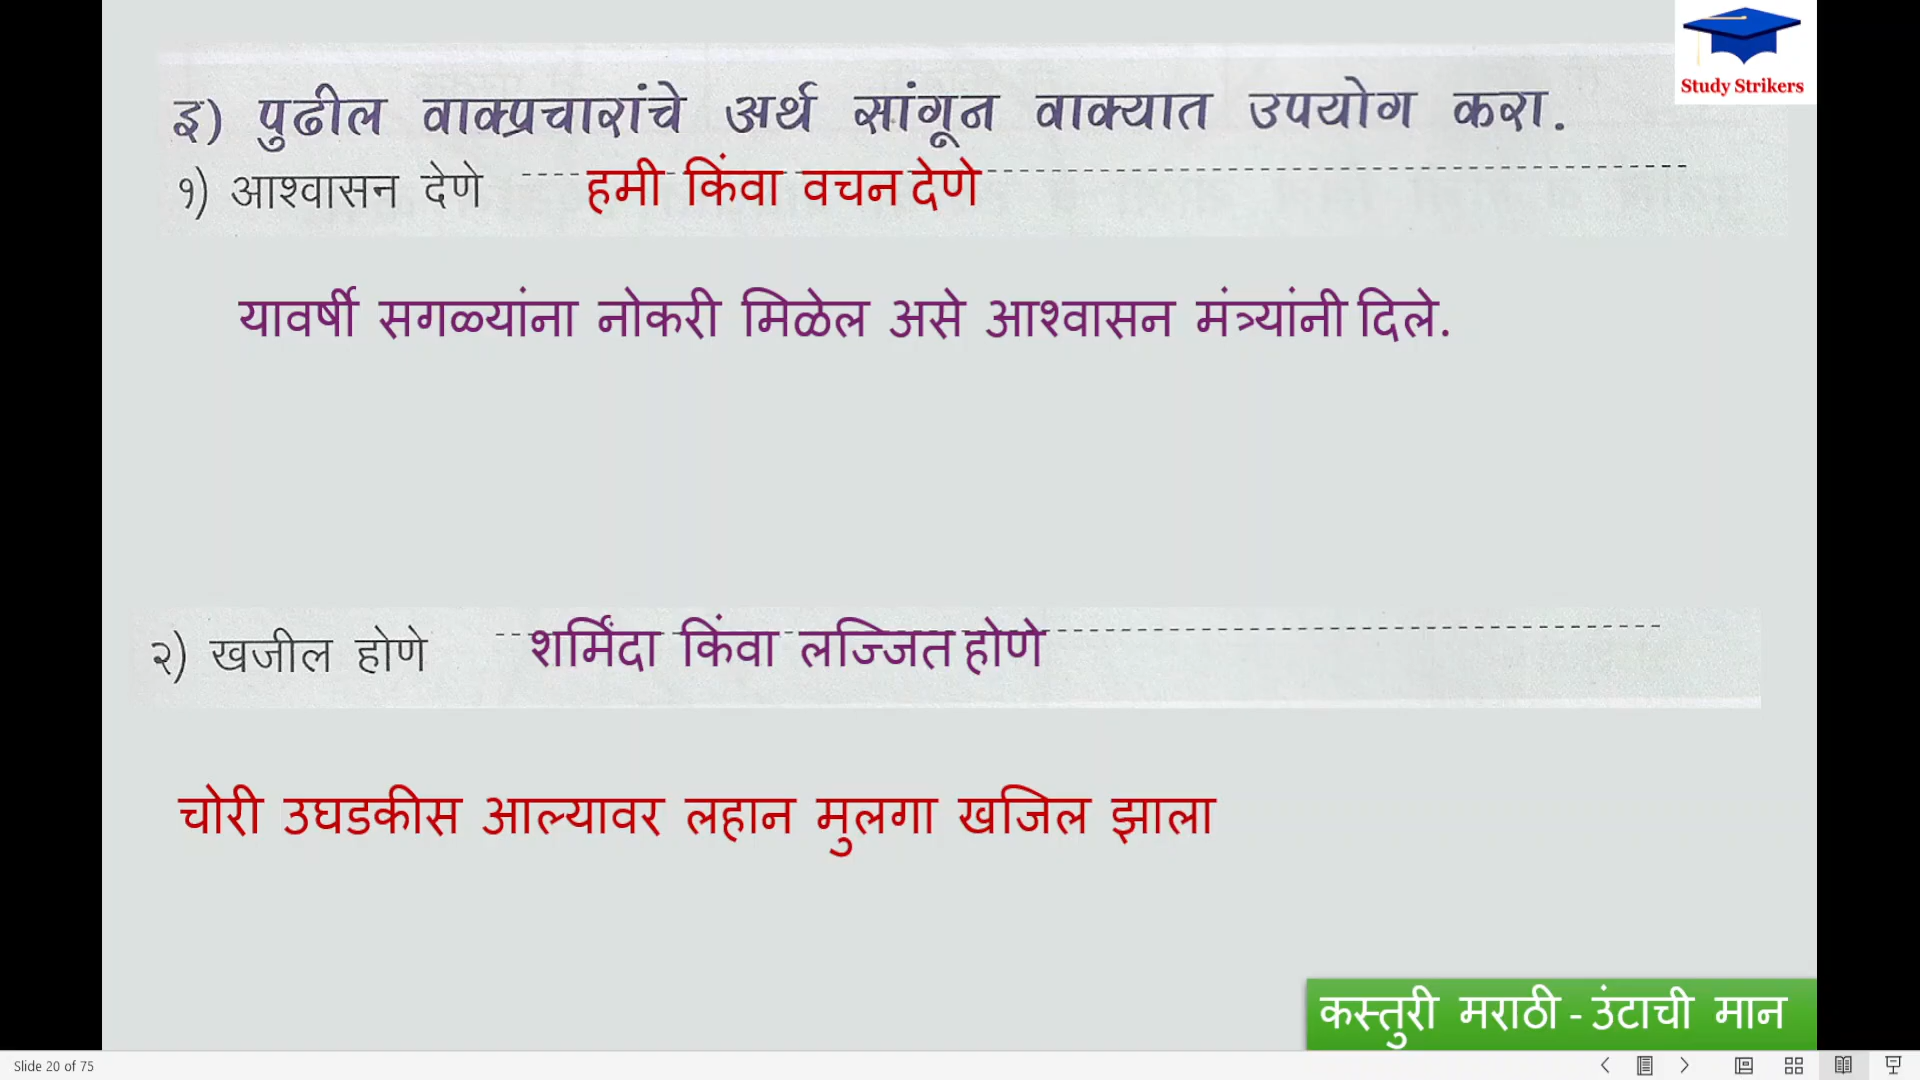 Study Strikers
इ) पुढील वाक्प्रचारांचे अर्थ सांगून वाक्यात उपयोग करा.
१) आश्वासन देणे हमी किंवा वचन देणे
यावर्षी सगळ्यांना नोकरी मिळेल असे आश्वासन मंत्र्यांनी दिले.
२) खजील होणे शर्मिंदा किंवा लज्जित होणे
चोरी उघडकीस आल्यावर लहान मुलगा खजिल झाला
कस्तुरी मराठी - उंटाची मान
Slide 20 of 75